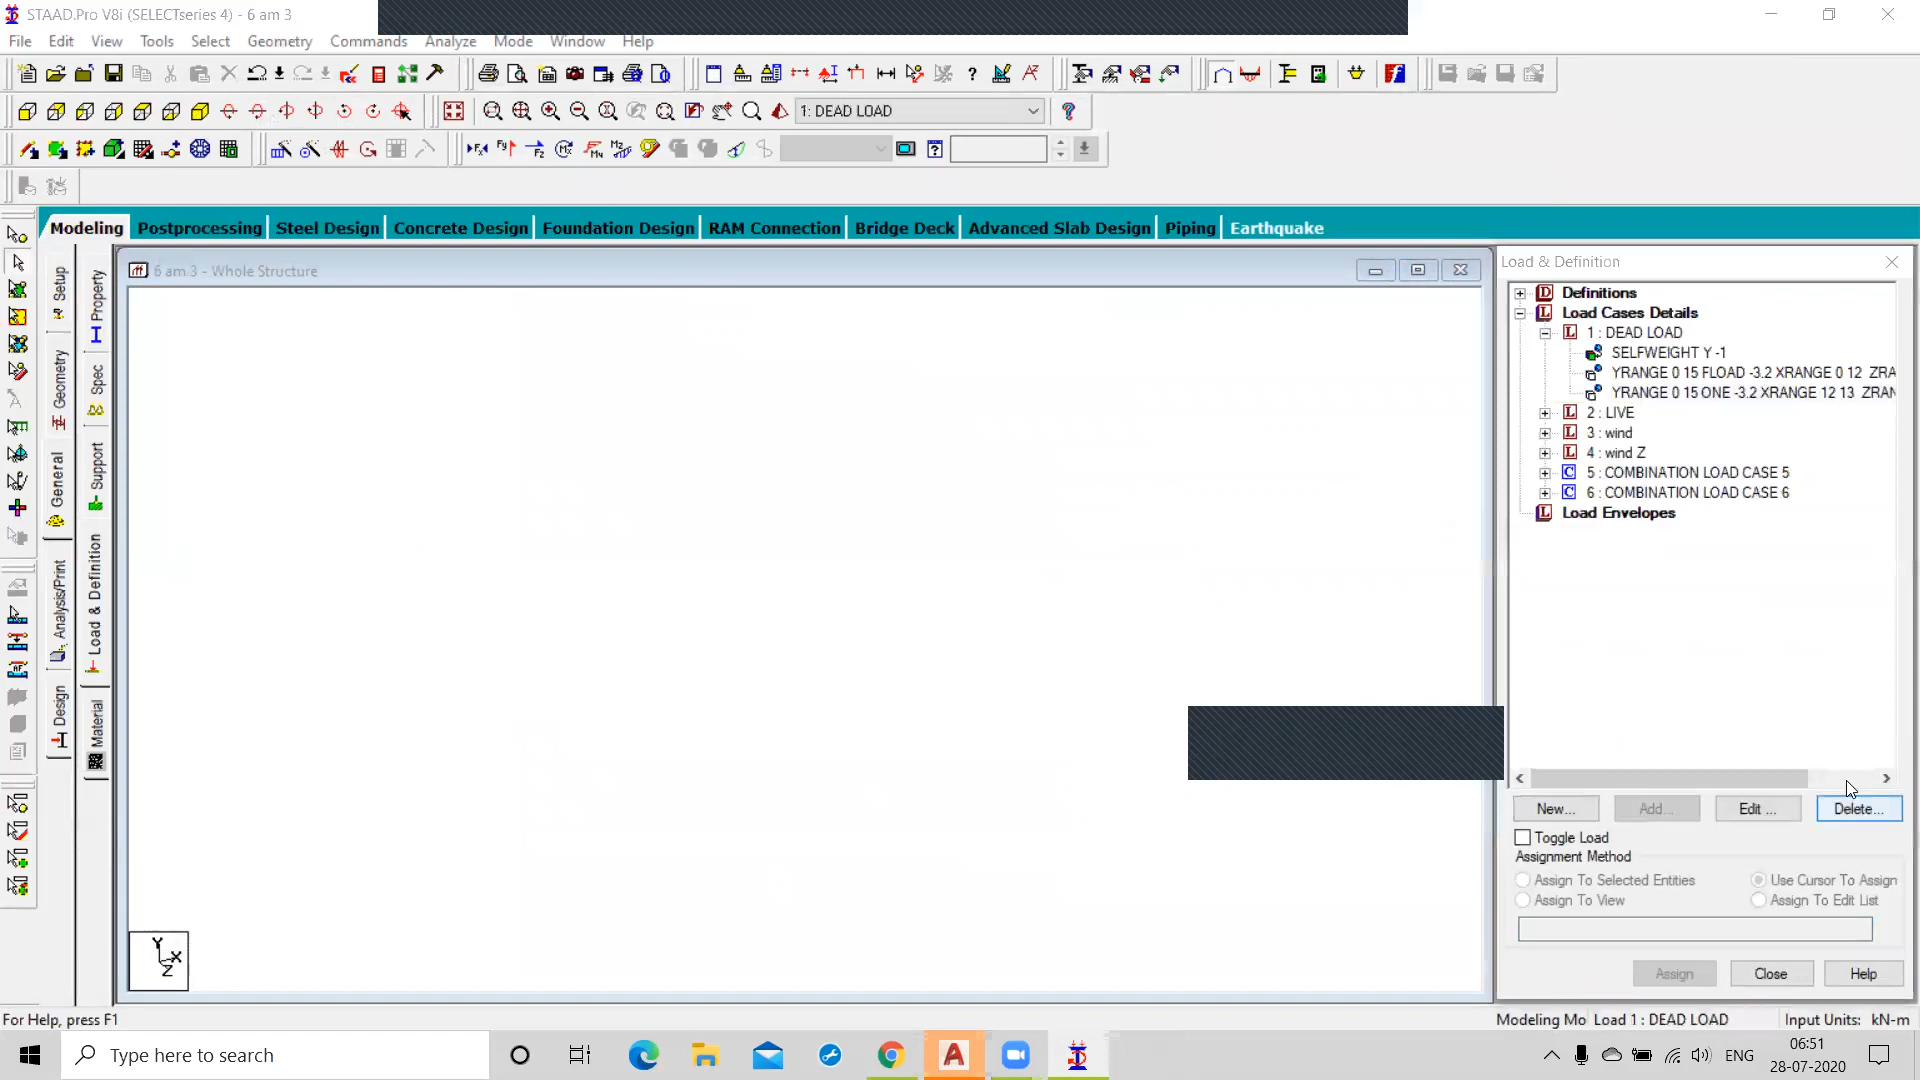 STAAD.Pro V8i (SELECTseries 4) - 6 am 3
File Edit View Tools Select Geometry Commands Analyze Mode Window Help
1: DEAD LOAD
Modeling Postprocessing Steel Design Concrete Design Foundation Design RAM Connection Bridge Deck Advanced Slab Design Piping Earthquake
Setup
Geometry
General
Analysis/Print
Design
Property
Spec
Support
Load & Definition
Material
6 am 3 - Whole Structure
Y
X
Z
Load & Definition
Definitions
Load Cases Details
1 : DEAD LOAD
SELFWEIGHT Y -1
YRANGE 0 15 FLOAD -3.2 XRANGE 0 12 ZRA
YRANGE 0 15 ONE -3.2 XRANGE 12 13 ZRAN
2 : LIVE
3 : wind
4 : wind Z
5 : COMBINATION LOAD CASE 5
6 : COMBINATION LOAD CASE 6
Load Envelopes
New... Add... Edit ... Delete...
Toggle Load
Assignment Method
Assign To Selected Entities Use Cursor To Assign
Assign To View Assign To Edit List
Assign Close Help
For Help, press F1
Modeling Mo Load 1 : DEAD LOAD Input Units: kN-m
Type here to search
ENG
06:51
28-07-2020